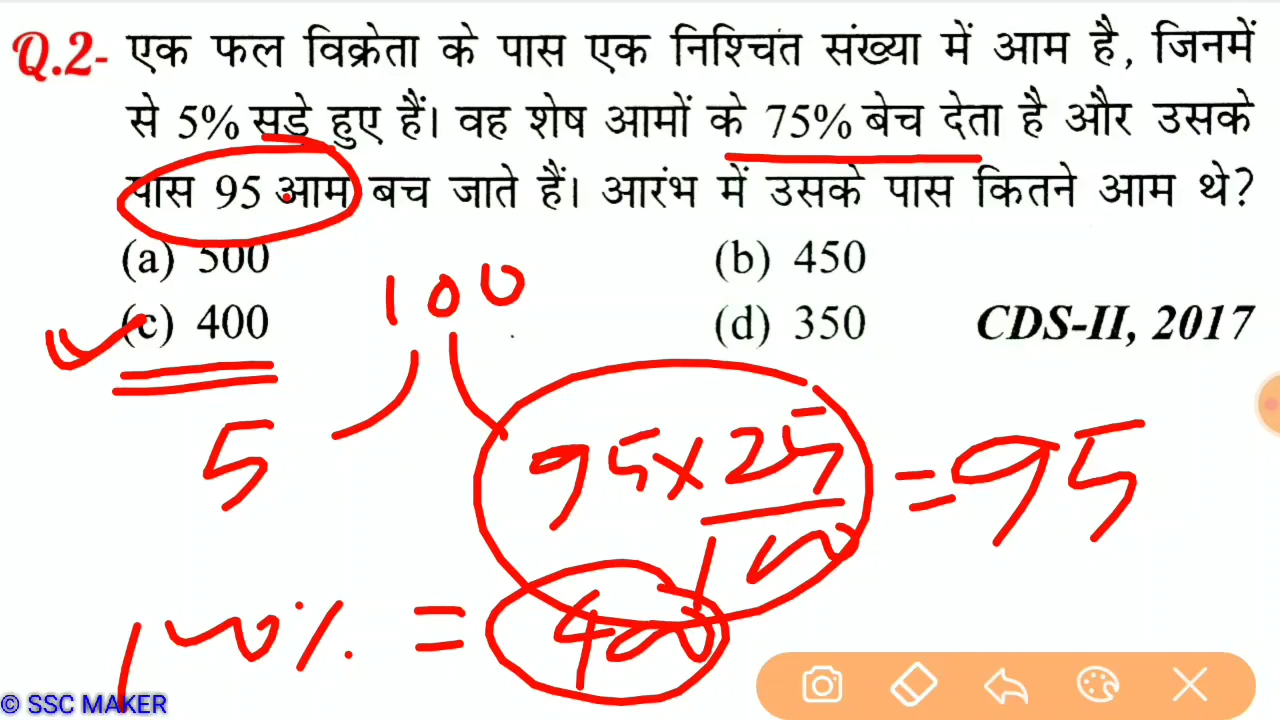 Q.2- एक फल विक्रेता के पास एक निश्चित संख्या में आम है, जिनमें
से 5% सड़े हुए हैं। वह शेष आमों के 75% बेच देता है और उसके
पास 95 आम बच जाते हैं। आरंभ में उसके पास कितने आम थे?
(a) 500 (b) 450
(c) 400 (d) 350 CDS-II, 2017
100
5 95×25/100 = 95
100% = 400
© SSC MAKER